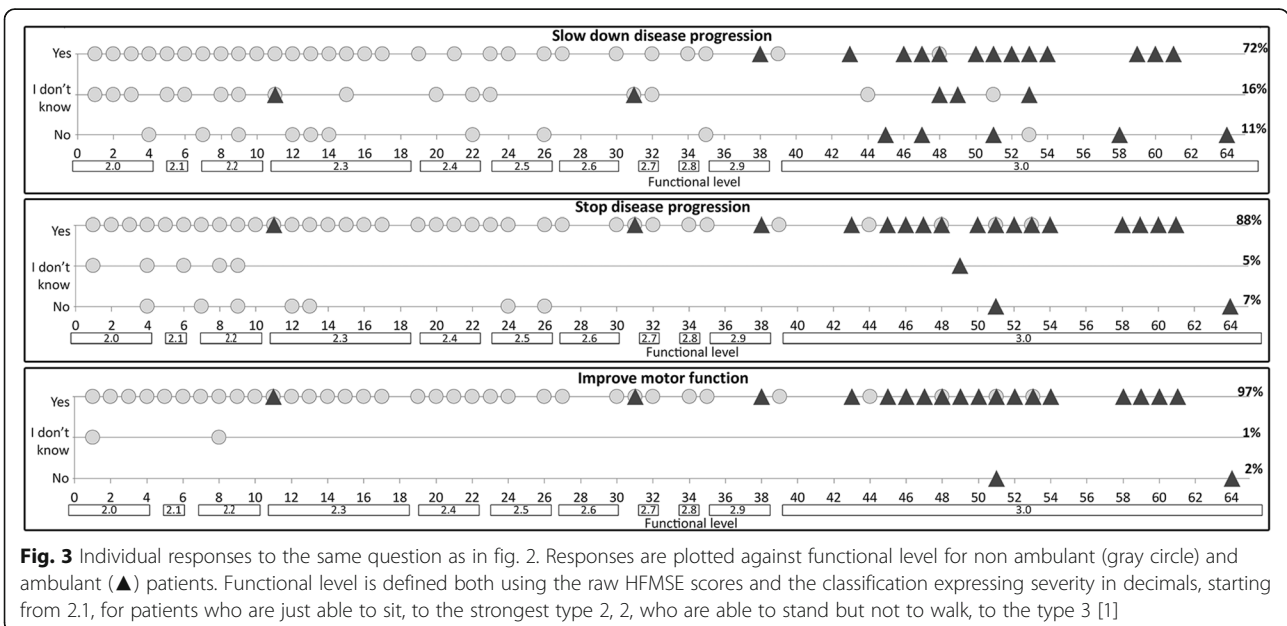 Slow down disease progression
Yes 72%
I don't know 16%
No 11%
0 2 4 6 8 10 12 14 16 18 20 22 24 26 28 30 32 34 36 38 40 42 44 46 48 50 52 54 56 58 60 62 64
2.0 2.1 2.2 2.3 2.4 2.5 2.6 2.7 2.8 2.9 3.0
Functional level
Stop disease progression
Yes 88%
I don't know 5%
No 7%
0 2 4 6 8 10 12 14 16 18 20 22 24 26 28 30 32 34 36 38 40 42 44 46 48 50 52 54 56 58 60 62 64
2.0 2.1 2.2 2.3 2.4 2.5 2.6 2.7 2.8 2.9 3.0
Functional level
Improve motor function
Yes 97%
I don't know 1%
No 2%
0 2 4 6 8 10 12 14 16 18 20 22 24 26 28 30 32 34 36 38 40 42 44 46 48 50 52 54 56 58 60 62 64
2.0 2.1 2.2 2.3 2.4 2.5 2.6 2.7 2.8 2.9 3.0
Functional level
Fig. 3 Individual responses to the same question as in fig. 2. Responses are plotted against functional level for non ambulant (gray circle) and
ambulant (▲) patients. Functional level is defined both using the raw HFMSE scores and the classification expressing severity in decimals, starting
from 2.1, for patients who are just able to sit, to the strongest type 2, 2, who are able to stand but not to walk, to the type 3 [1]